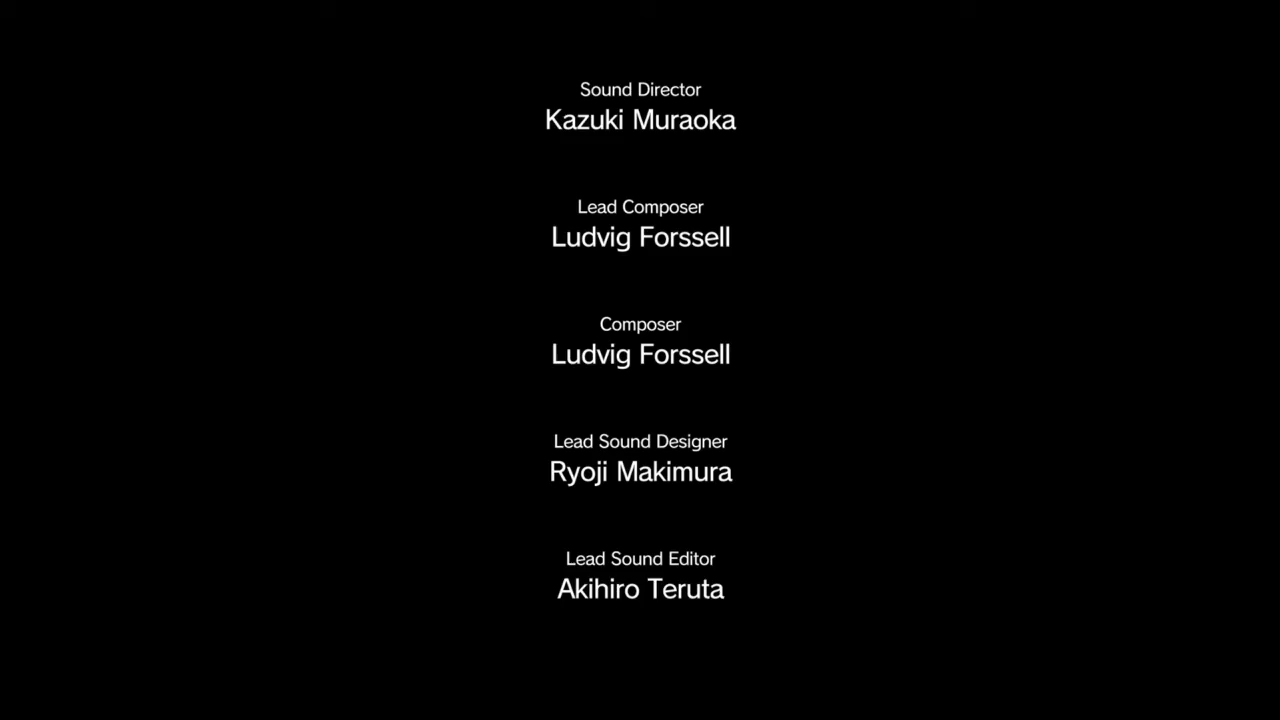 Sound Director
Kazuki Muraoka
Lead Composer
Ludvig Forssell
Composer
Ludvig Forssell
Lead Sound Designer
Ryoji Makimura
Lead Sound Editor
Akihiro Teruta